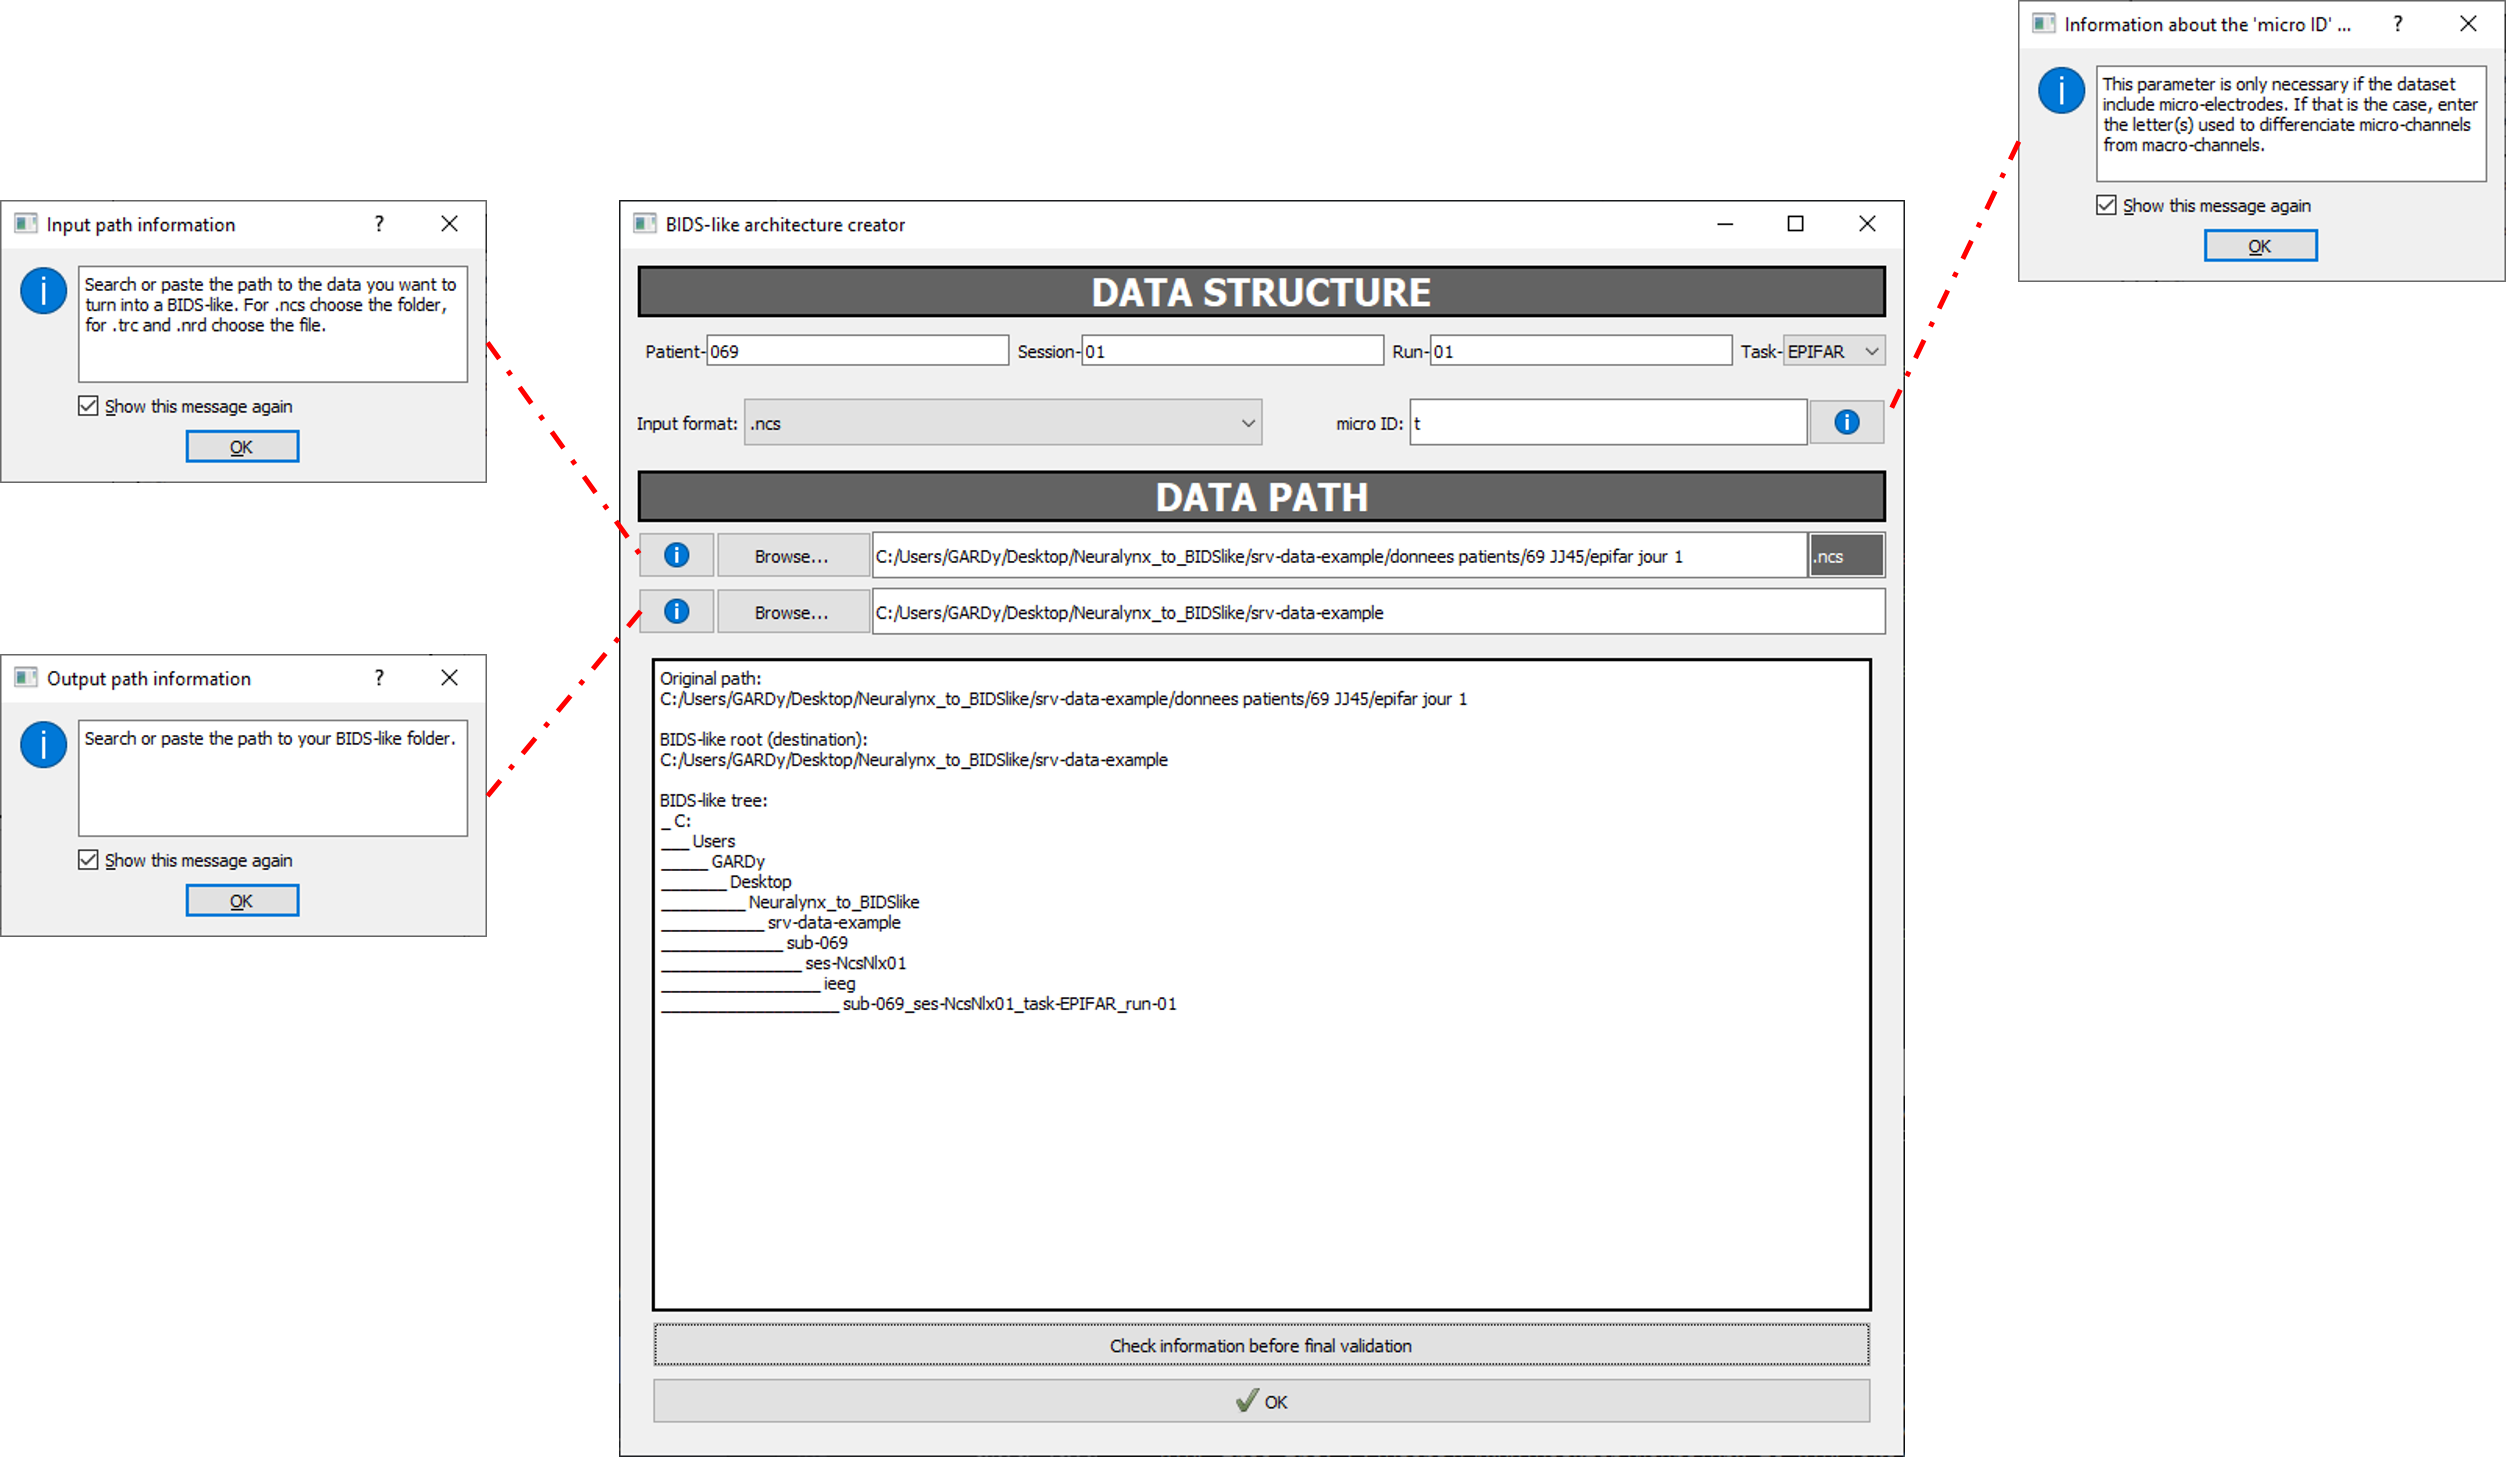 Information about the 'micro ID' ... ?
This parameter is only necessary if the dataset
include micro-electrodes. If that is the case, enter
the letter(s) used to differenciate micro-channels
from macro-channels.
Show this message again
OK
Input path information ?
Search or paste the path to the data you want to
turn into a BIDS-like. For .ncs choose the folder,
for .trc and .nrd choose the file.
Show this message again
OK
Output path information ?
Search or paste the path to your BIDS-like folder.
Show this message again
OK
BIDS-like architecture creator
DATA STRUCTURE
Patient- 069 Session- 01 Run- 01 Task- EPIFAR
Input format: .ncs micro ID: t
DATA PATH
Browse... C:/Users/GARDy/Desktop/Neuralynx_to_BIDSlike/srv-data-example/donnees patients/69 JJ45/epifar jour 1 .ncs
Browse... C:/Users/GARDy/Desktop/Neuralynx_to_BIDSlike/srv-data-example
Original path:
C:/Users/GARDy/Desktop/Neuralynx_to_BIDSlike/srv-data-example/donnees patients/69 JJ45/epifar jour 1
BIDS-like root (destination):
C:/Users/GARDy/Desktop/Neuralynx_to_BIDSlike/srv-data-example
BIDS-like tree:
_ C:
___ Users
_____ GARDy
_______ Desktop
_________ Neuralynx_to_BIDSlike
___________ srv-data-example
_____________ sub-069
_______________ ses-NcsNlx01
_________________ ieeg
___________________ sub-069_ses-NcsNlx01_task-EPIFAR_run-01
Check information before final validation
OK